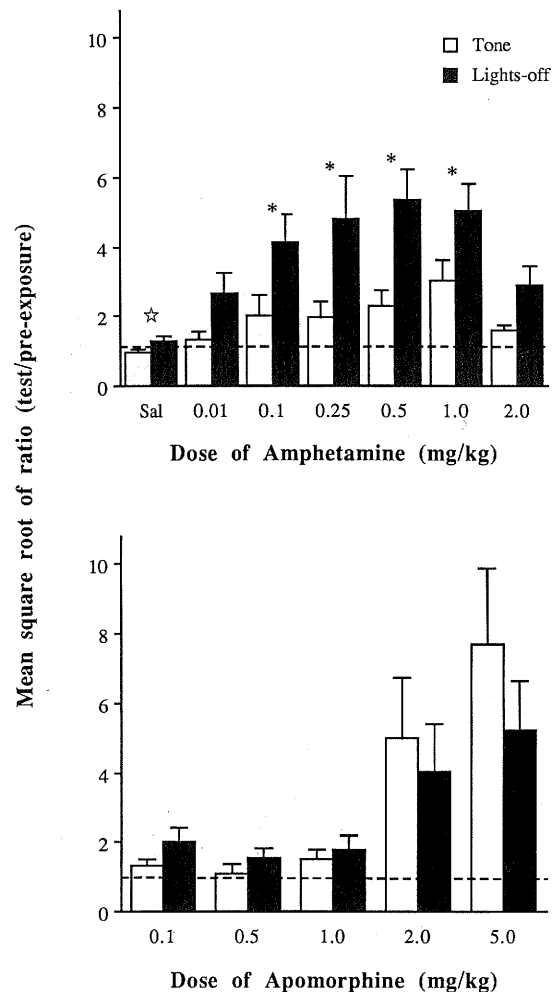 Mean square root of ratio (test/pre-exposure)
10
8
6
4
2
0
Tone
Lights-off
*
*
*
*
☆
Sal 0.01 0.1 0.25 0.5 1.0 2.0
Dose of Amphetamine (mg/kg)
10
8
6
4
2
0
0.1 0.5 1.0 2.0 5.0
Dose of Apomorphine (mg/kg)